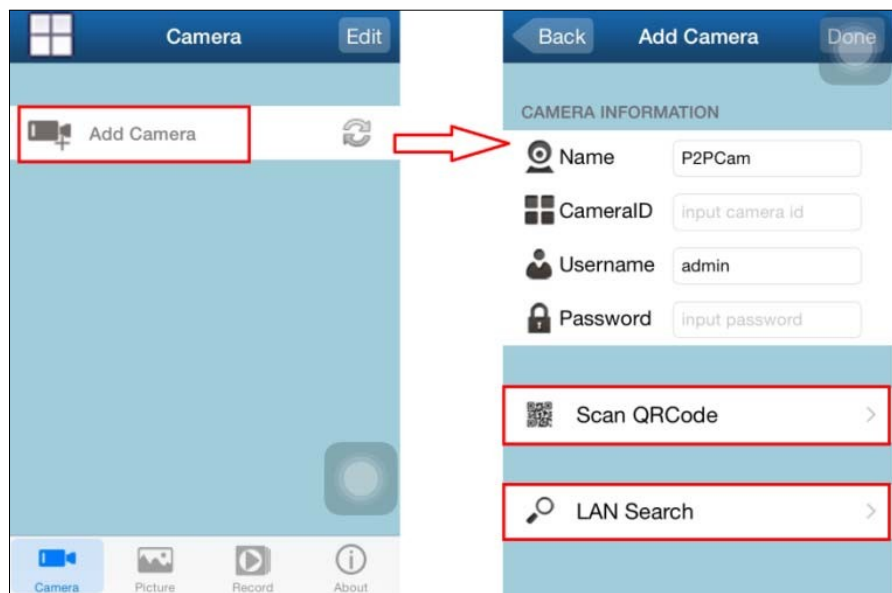 Camera
Edit
Add Camera
Camera
Picture
Record
About
Back
Add Camera
Done
CAMERA INFORMATION
Name
P2PCam
CameraID
input camera id
Username
admin
Password
input password
Scan QRCode
LAN Search